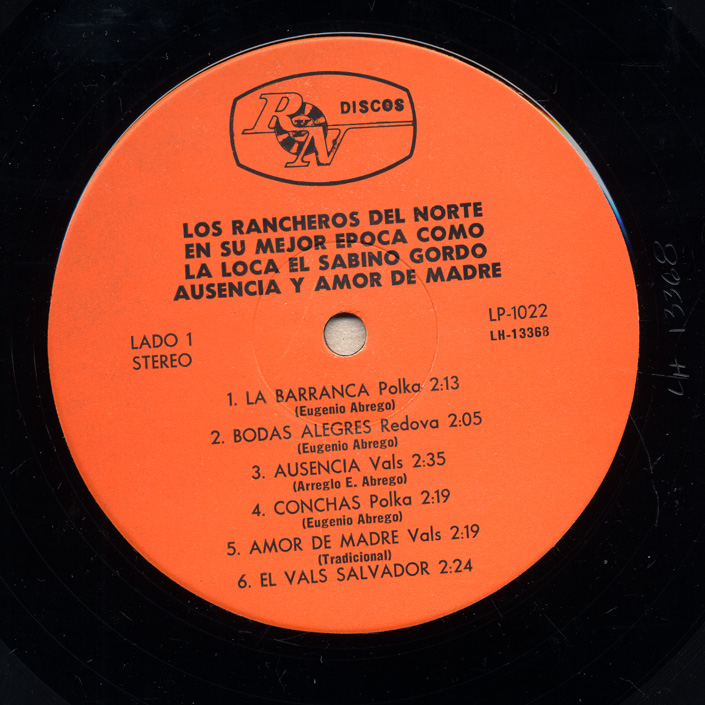 RN DISCOS
LOS RANCHEROS DEL NORTE
EN SU MEJOR EPOCA COMO
LA LOCA EL SABINO GORDO
AUSENCIA Y AMOR DE MADRE
LADO 1
STEREO
LP-1022
LH-13368
1. LA BARRANCA Polka 2:13
(Eugenio Abrego)
2. BODAS ALEGRES Redova 2:05
(Eugenio Abrego)
3. AUSENCIA Vals 2:35
(Arreglo E. Abrego)
4. CONCHAS Polka 2:19
(Eugenio Abrego)
5. AMOR DE MADRE Vals 2:19
(Tradicional)
6. EL VALS SALVADOR 2:24
LH 13368